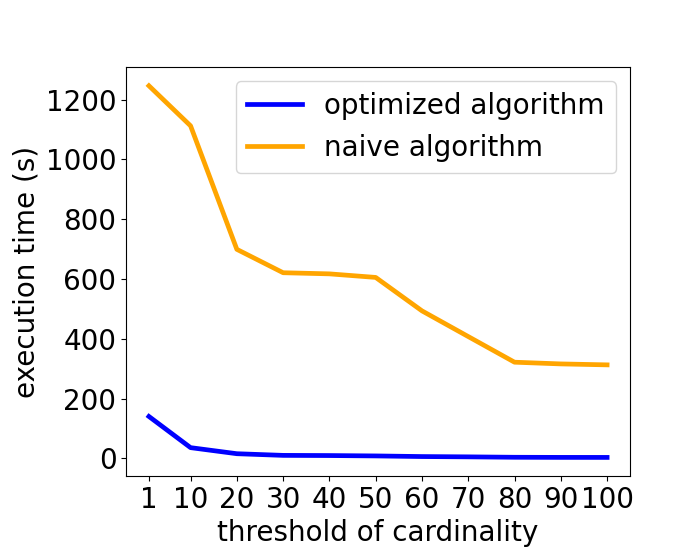 optimized algorithm
naive algorithm
execution time (s)
1200
1000
800
600
400
200
0
1 10 20 30 40 50 60 70 80 90 100
threshold of cardinality